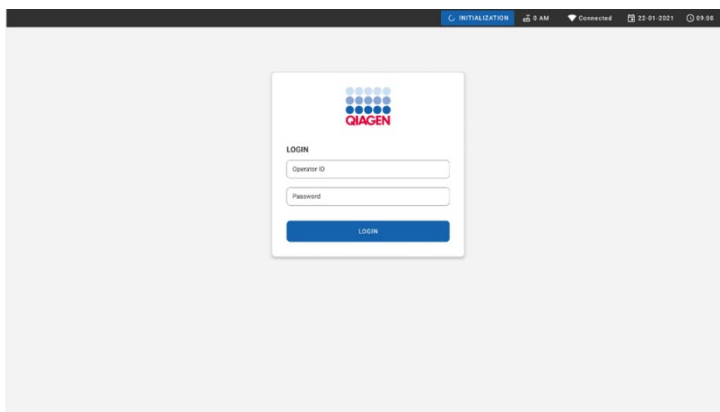 INITIALIZATION 0 AM Connected 22-01-2021 09:00
QIAGEN
LOGIN
Operator ID
Password
LOGIN